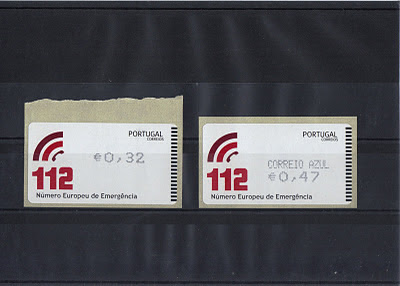 PORTUGAL
CORREIOS
€0,32
112
Número Europeu de Emergência
PORTUGAL
CORREIOS
CORREIO AZUL
€0,47
112
Número Europeu de Emergência